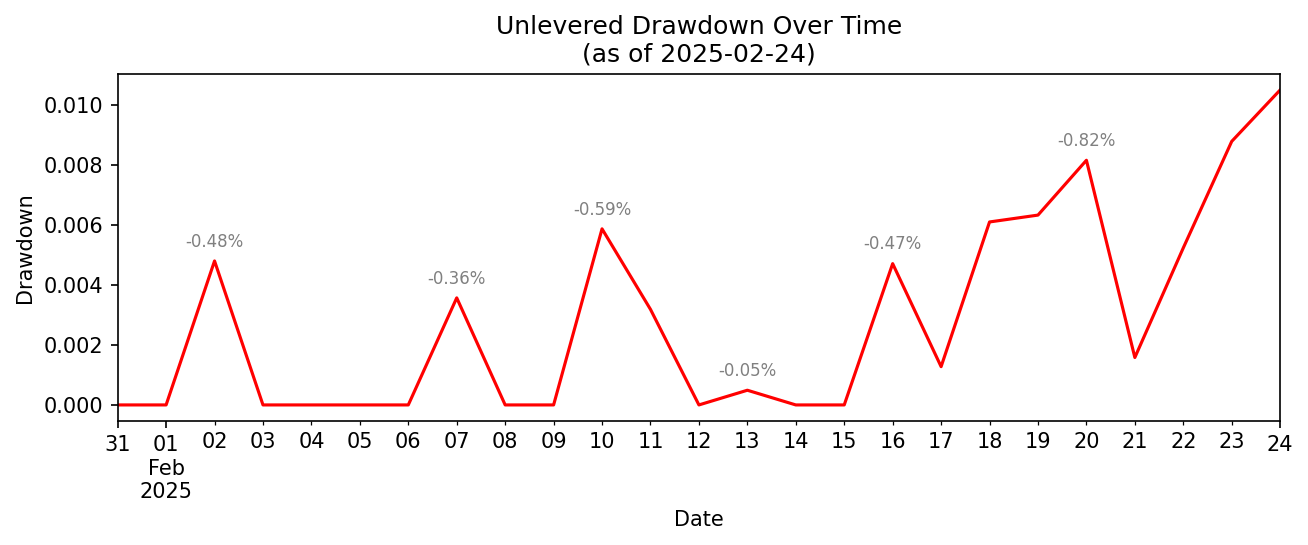 Unlevered Drawdown Over Time
(as of 2025-02-24)
Drawdown
0.010
0.008
0.006
0.004
0.002
0.000
-0.48%
-0.36%
-0.59%
-0.05%
-0.47%
-0.82%
31 01 02 03 04 05 06 07 08 09 10 11 12 13 14 15 16 17 18 19 20 21 22 23 24
Feb
2025
Date